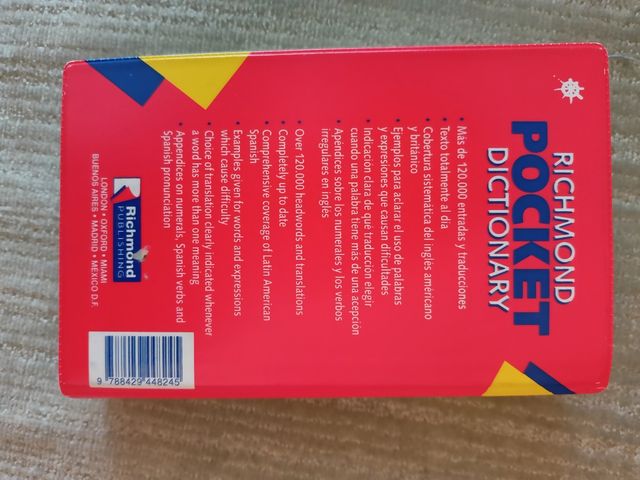 RICHMOND
POCKET
DICTIONARY
• Más de 120.000 entradas y traducciones
• Texto totalmente al día
• Cobertura sistemática del inglés américano
y británico
• Ejemplos para aclarar el uso de palabras
y expresiones que causan dificultades
• Indicación clara de qué traducción elegir
cuando una palabra tiene más de una acepción
• Apéndices sobre los numerales y los verbos
irregulares en inglés
• Over 120.000 headwords and translations
• Completely up to date
• Comprehensive coverage of Latin American
Spanish
• Examples given for words and expressions
which cause difficulty
• Choice of translation clearly indicated whenever
a word has more than one meaning
• Appendices on numerals, Spanish verbs and
Spanish pronunciation
Richmond
PUBLISHING
LONDON • OXFORD • MIAMI
BUENOS AIRES • MADRID • MÉXICO D.F.
9 788429 448245